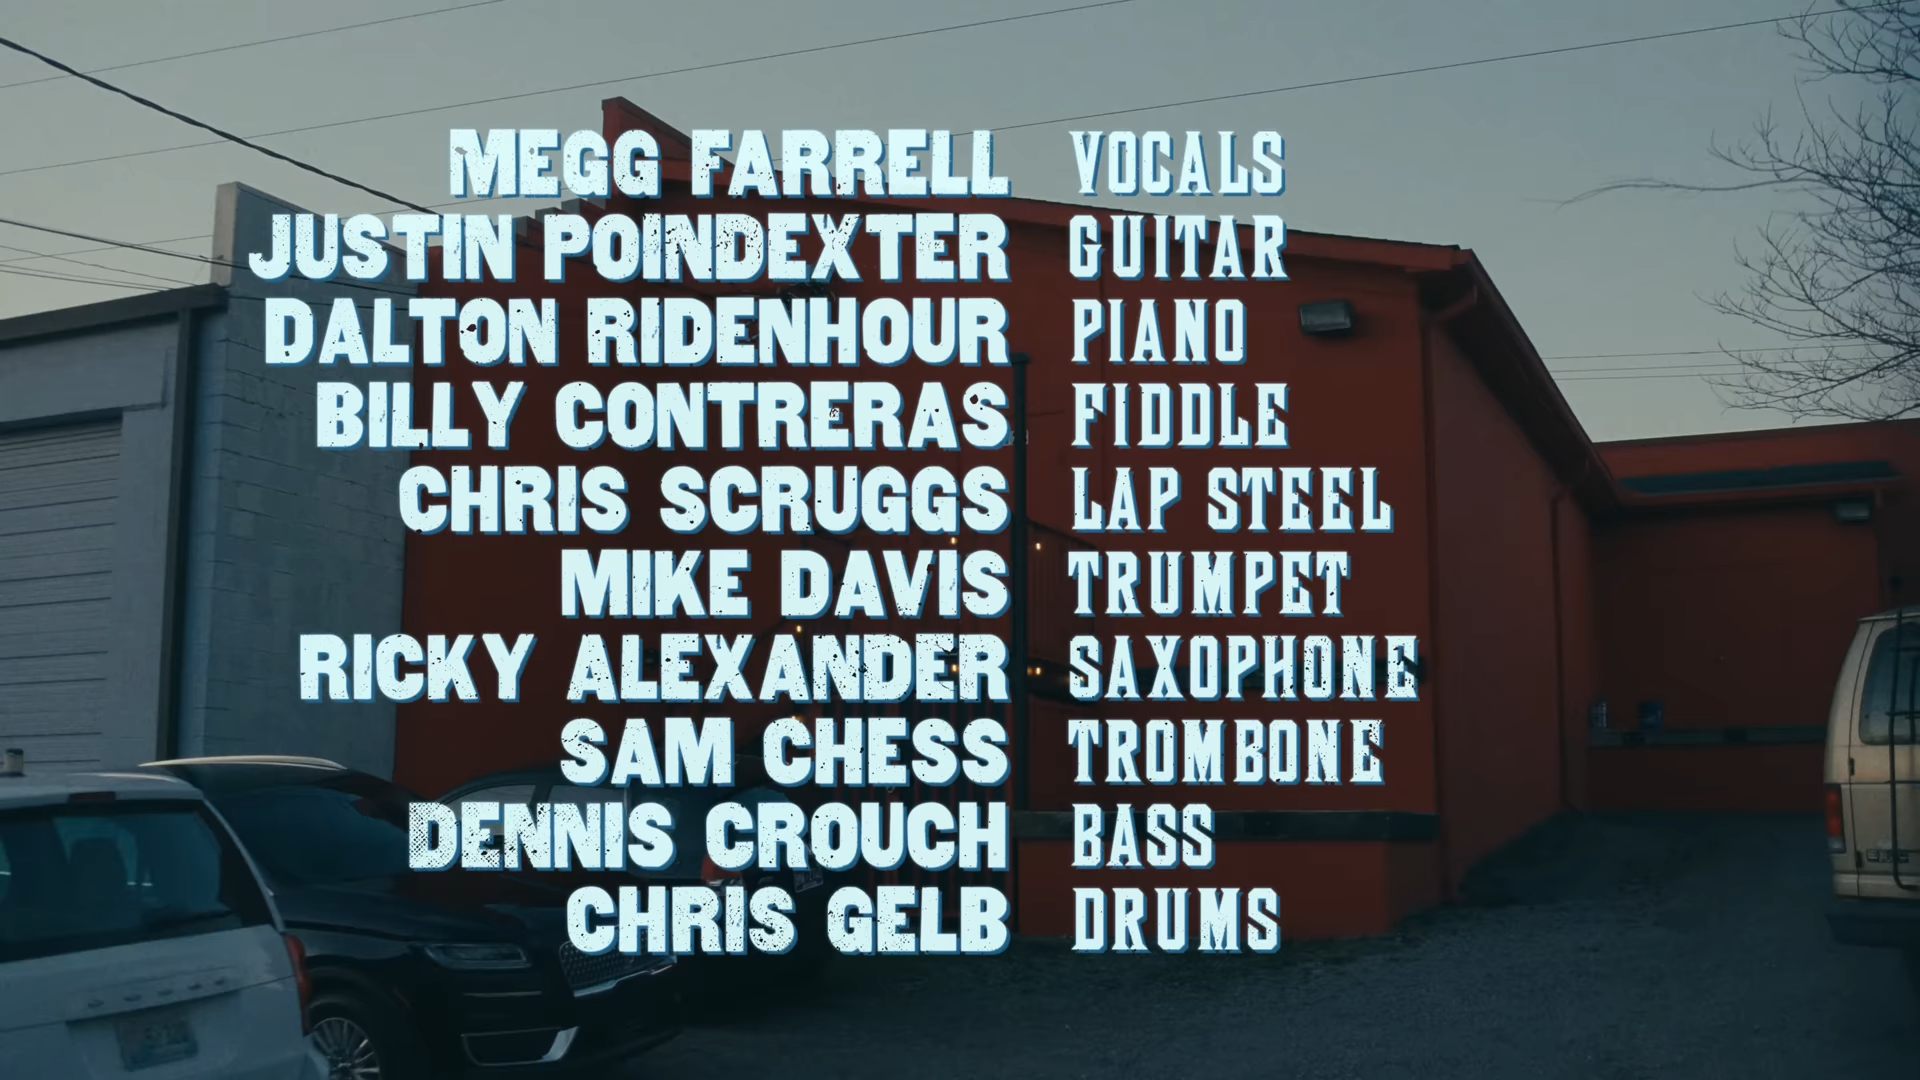 MEGG FARRELL VOCALS
JUSTIN POINDEXTER GUITAR
DALTON RIDENHOUR PIANO
BILLY CONTRERAS FIDDLE
CHRIS SCRUGGS LAP STEEL
MIKE DAVIS TRUMPET
RICKY ALEXANDER SAXOPHONE
SAM CHESS TROMBONE
DENNIS CROUCH BASS
CHRIS GELB DRUMS